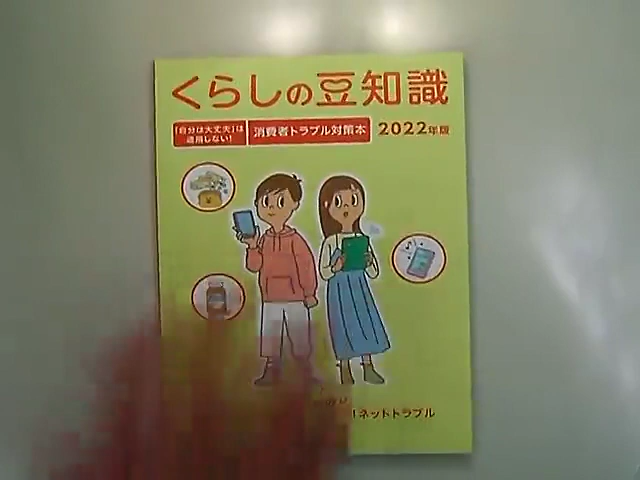 くらしの豆知識
「自分は大丈夫」は
通用しない!
消費者トラブル対策本
2022年版
!ネットトラブル